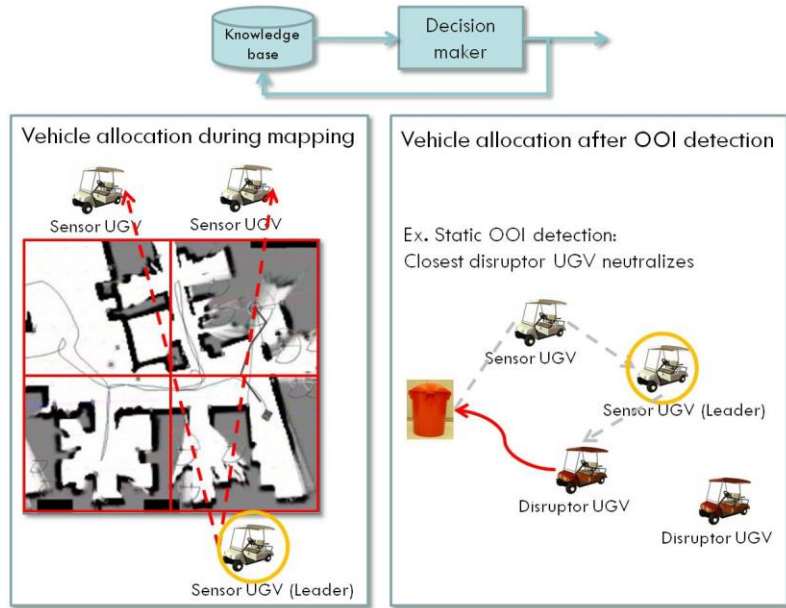 Knowledge
base
Decision
maker
Vehicle allocation during mapping
Sensor UGV
Sensor UGV
Sensor UGV (Leader)
Vehicle allocation after OOI detection
Ex. Static OOI detection:
Closest disruptor UGV neutralizes
Sensor UGV
Sensor UGV (Leader)
Disruptor UGV
Disruptor UGV